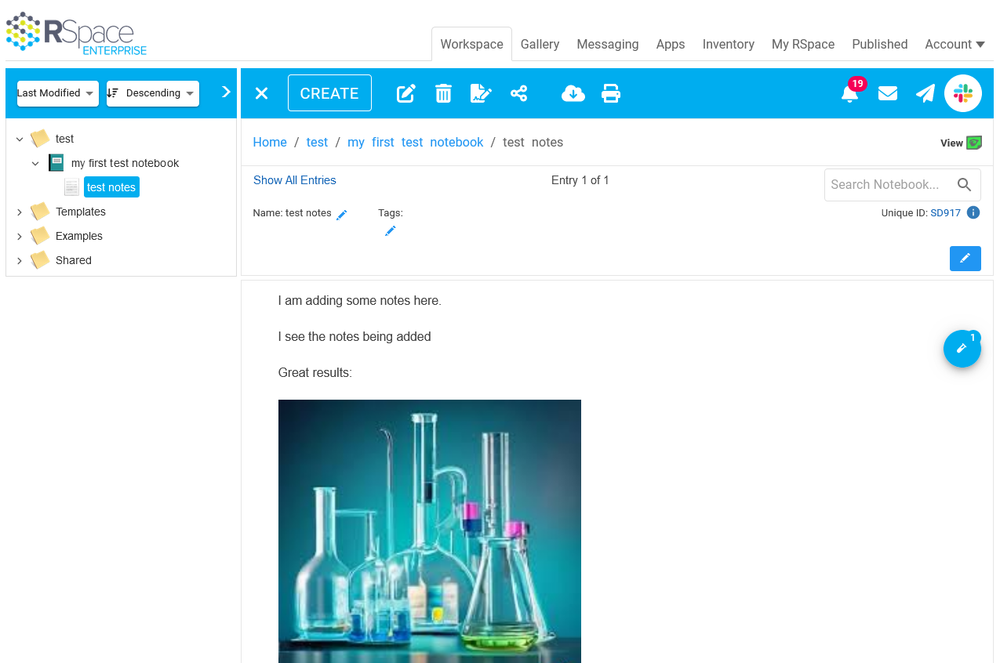 RSpace
ENTERPRISE
Workspace Gallery Messaging Apps Inventory My RSpace Published Account
Last Modified Descending
CREATE
19
test
my first test notebook
test notes
Templates
Examples
Shared
Home / test / my first test notebook / test notes
View
Show All Entries
Entry 1 of 1
Search Notebook...
Name: test notes
Tags:
Unique ID: SD917
I am adding some notes here.
I see the notes being added
1
Great results: